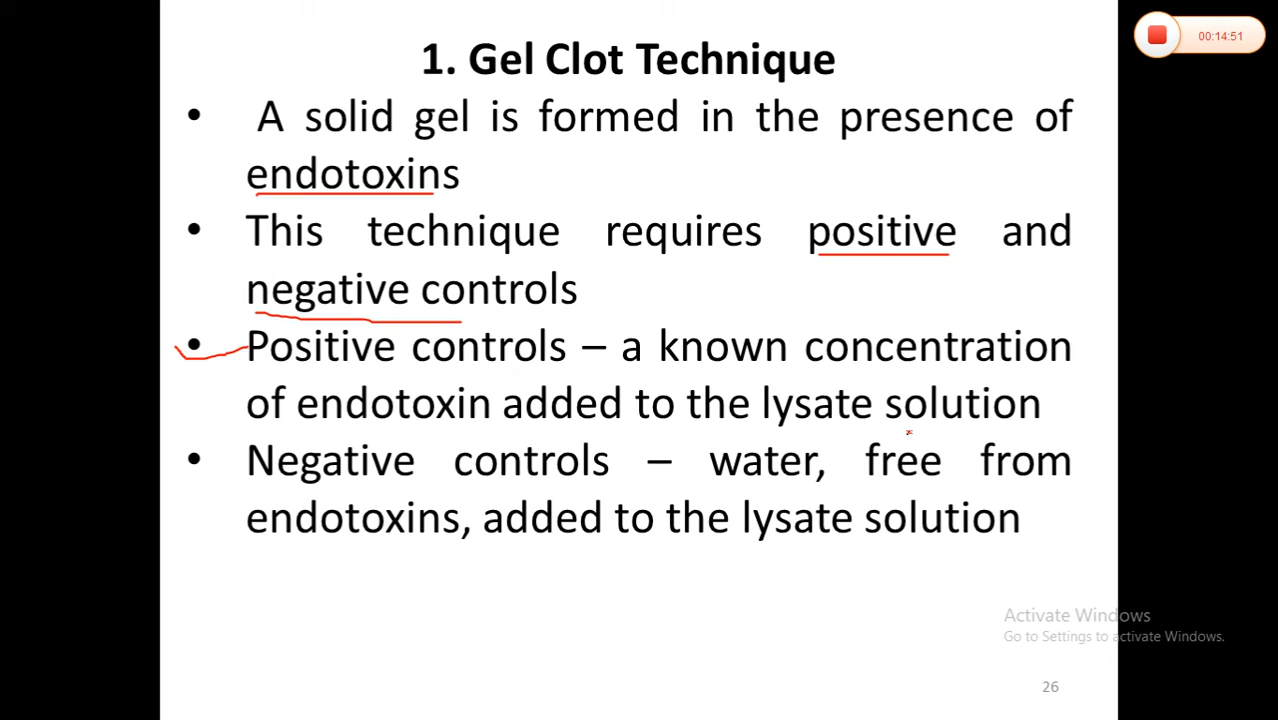 00:14:51
1. Gel Clot Technique
• A solid gel is formed in the presence of
endotoxins
• This technique requires positive and
negative controls
• Positive controls – a known concentration
of endotoxin added to the lysate solution
• Negative controls – water, free from
endotoxins, added to the lysate solution
Activate Windows
Go to Settings to activate Windows.
26